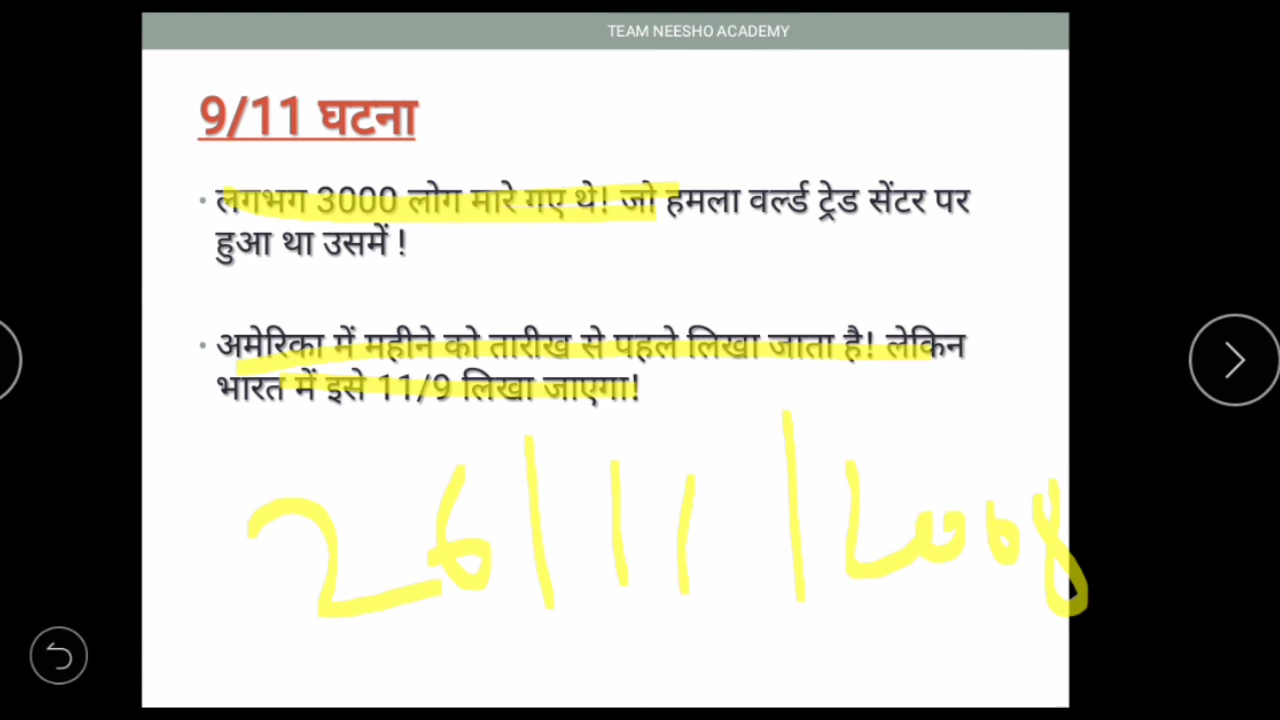 TEAM NEESHO ACADEMY
9/11 घटना
• लगभग 3000 लोग मारे गए थे! जो हमला वर्ल्ड ट्रेड सेंटर पर
हुआ था उसमें !
• अमेरिका में महीने को तारीख से पहले लिखा जाता है! लेकिन
भारत में इसे 11/9 लिखा जाएगा!
26/11/2008